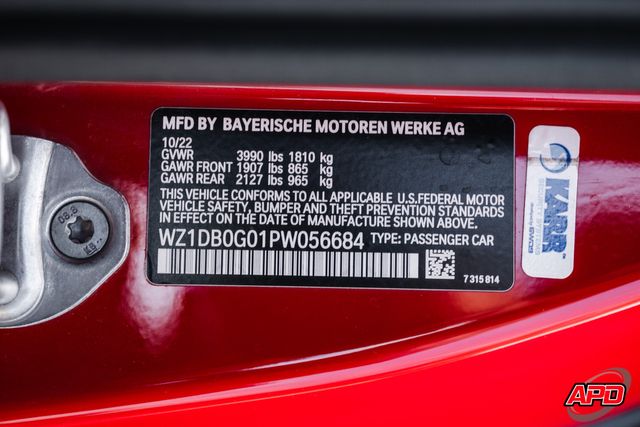 MFD BY BAYERISCHE MOTOREN WERKE AG
10/22
GVWR 3990 lbs 1810 kg
GAWR FRONT 1907 lbs 865 kg
GAWR REAR 2127 lbs 965 kg
THIS VEHICLE CONFORMS TO ALL APPLICABLE U.S.FEDERAL MOTOR
VEHICLE SAFETY, BUMPER AND THEFT PREVENTION STANDARDS
IN EFFECT ON THE DATE OF MANUFACTURE SHOWN ABOVE.
WZ1DB0G01PW056684 TYPE: PASSENGER CAR
7 315 814
KARR
8.80
APD